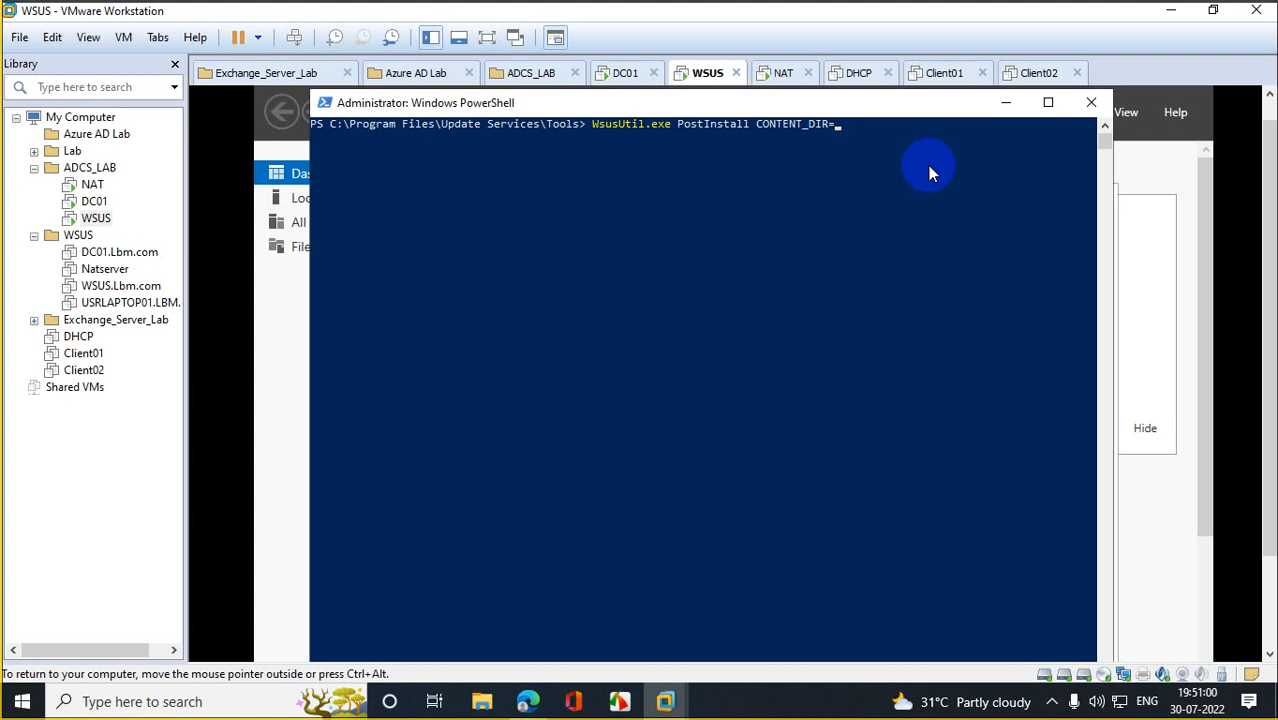 WSUS - VMware Workstation
File Edit View VM Tabs Help
Library
Type here to search
My Computer
Azure AD Lab
Lab
ADCS_LAB
NAT
DC01
WSUS
WSUS
DC01.Lbm.com
Natserver
WSUS.Lbm.com
USRLAPTOP01.LBM.
Exchange_Server_Lab
DHCP
Client01
Client02
Shared VMs
Exchange_Server_Lab Azure AD Lab ADCS_LAB DC01 WSUS NAT DHCP Client01 Client02
Administrator: Windows PowerShell
View Help
PS C:\Program Files\Update Services\Tools> WsusUtil.exe PostInstall CONTENT_DIR=_
Das
Loc
All
File
Hide
To return to your computer, move the mouse pointer outside or press Ctrl+Alt.
Type here to search
31°C Partly cloudy
ENG
19:51:00
30-07-2022